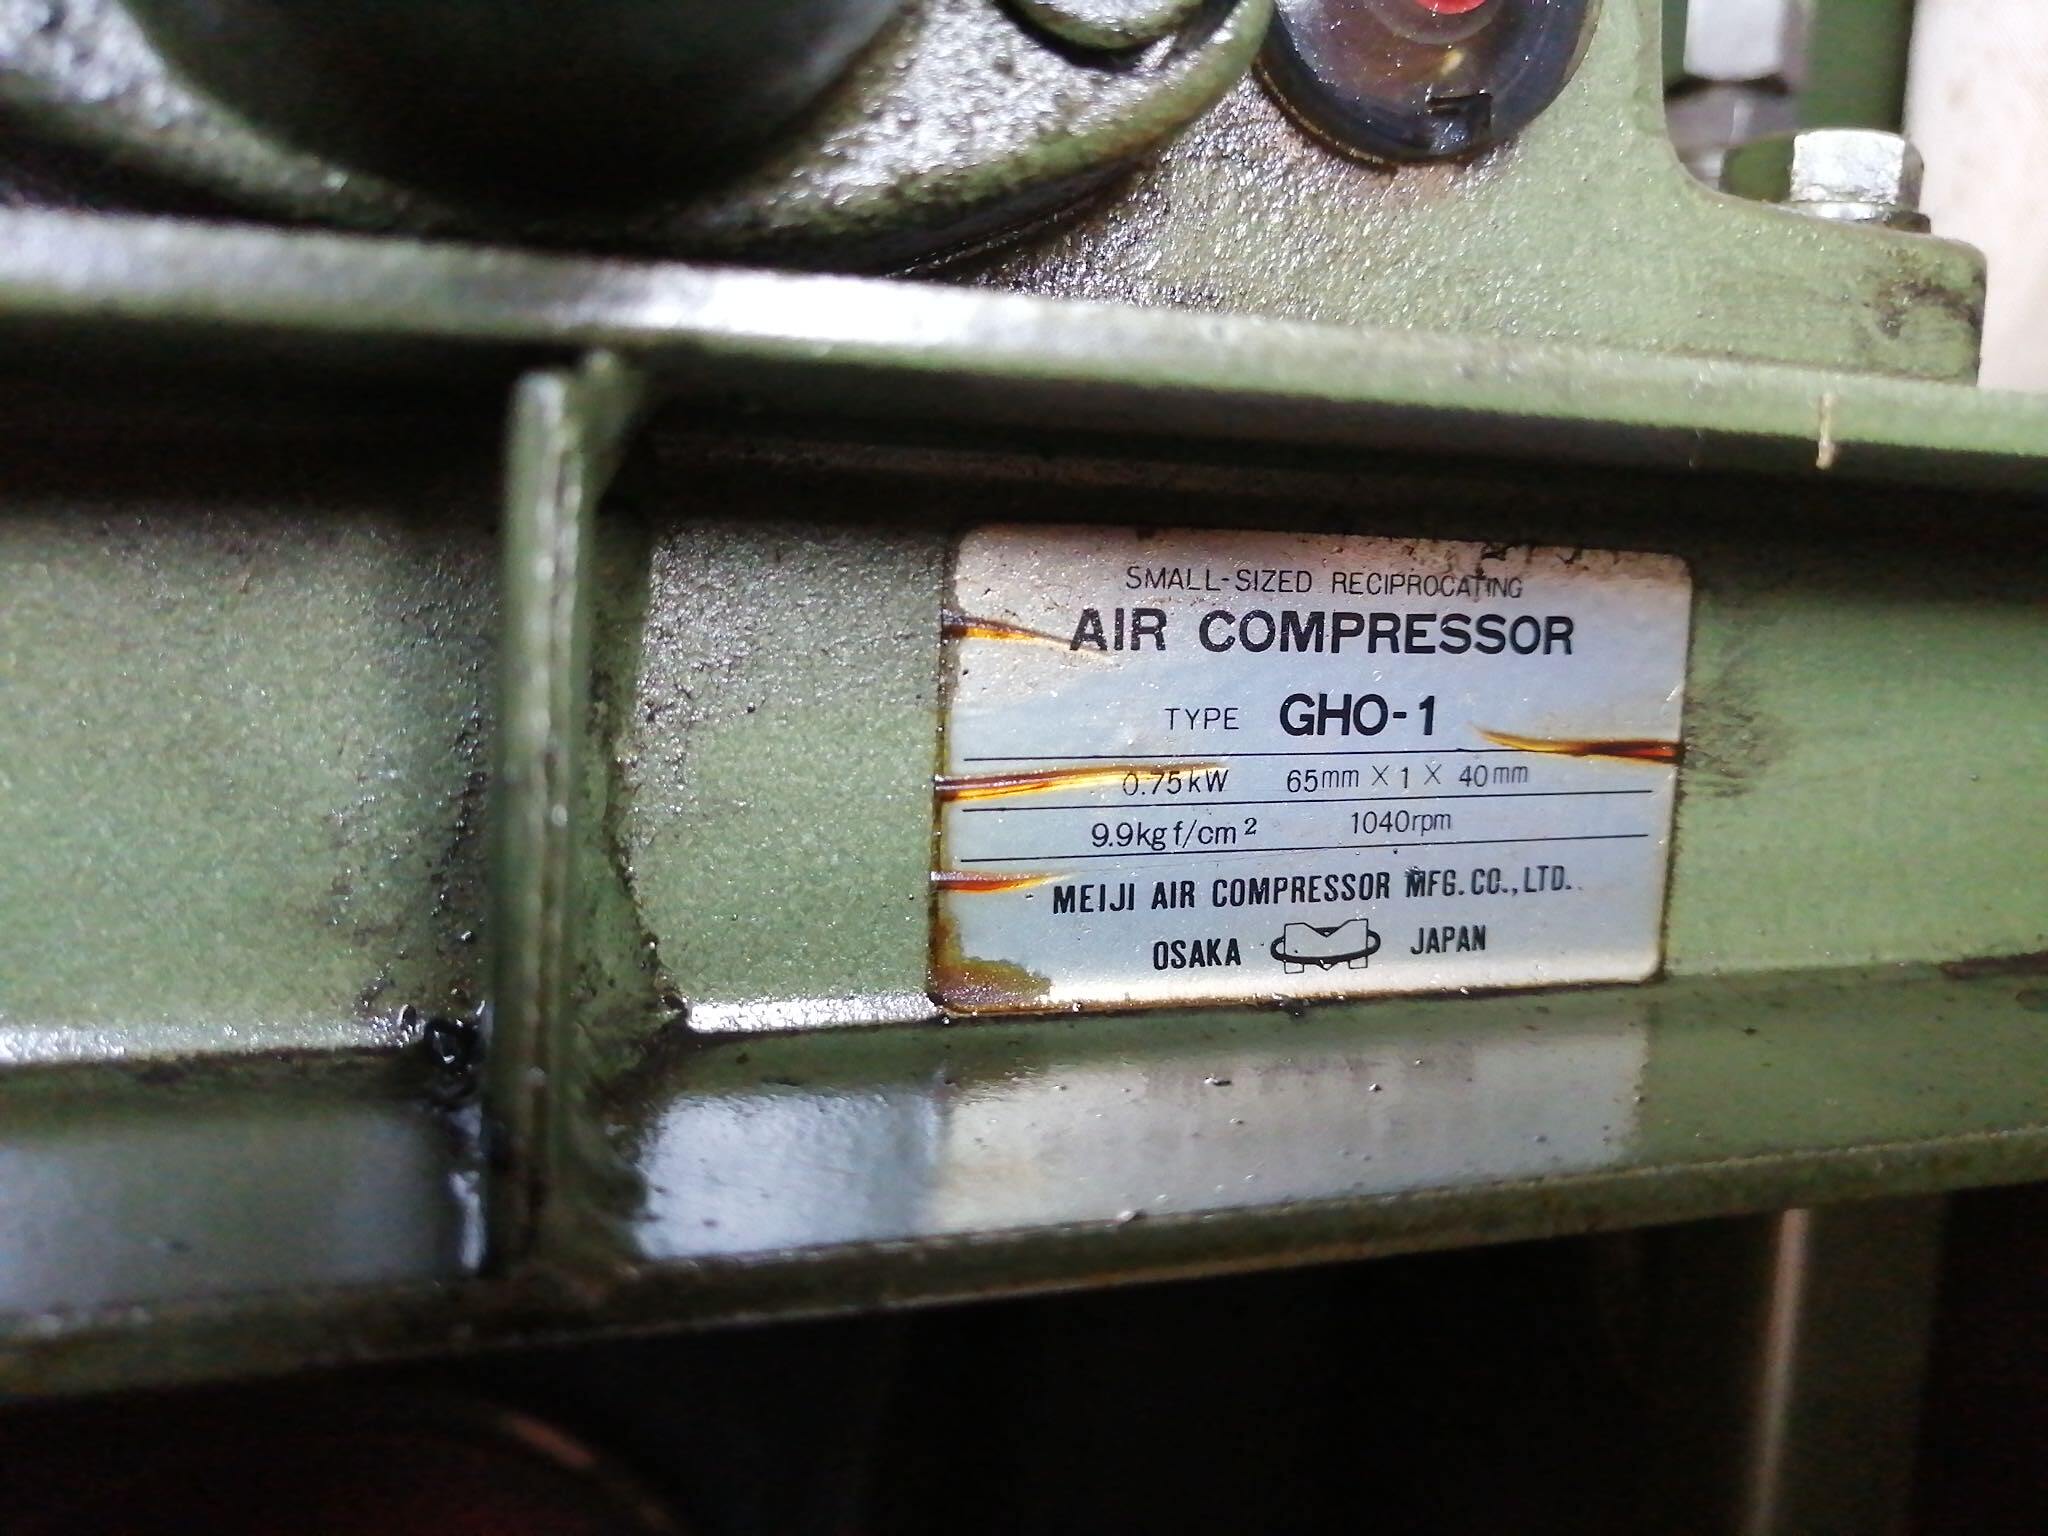 SMALL-SIZED RECIPROCATING
AIR COMPRESSOR
TYPE GHO-1
0.75kW 65mm × 1 × 40mm
9.9kgf/cm² 1040rpm
MEIJI AIR COMPRESSOR MFG. CO., LTD.
OSAKA JAPAN